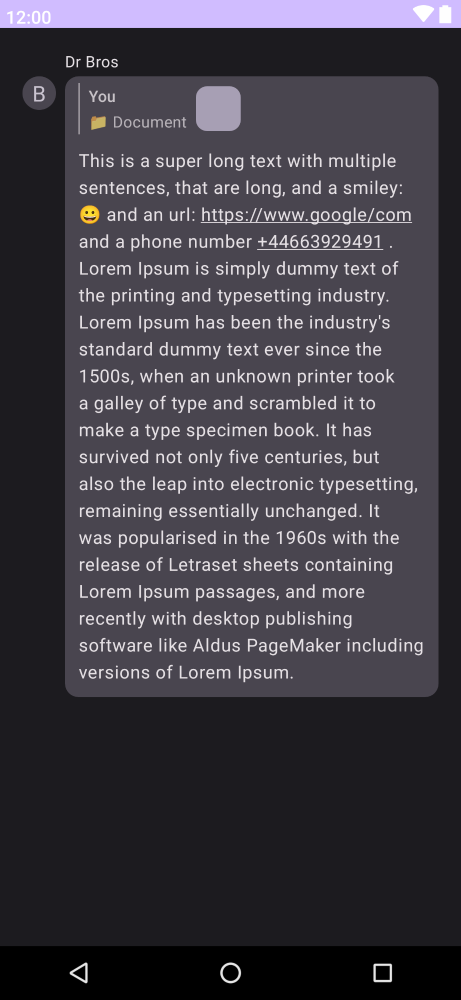 12:00
Dr Bros
B
You
📁 Document
This is a super long text with multiple
sentences, that are long, and a smiley:
😀 and an url: https://www.google/com
and a phone number +44663929491 .
Lorem Ipsum is simply dummy text of
the printing and typesetting industry.
Lorem Ipsum has been the industry's
standard dummy text ever since the
1500s, when an unknown printer took
a galley of type and scrambled it to
make a type specimen book. It has
survived not only five centuries, but
also the leap into electronic typesetting,
remaining essentially unchanged. It
was popularised in the 1960s with the
release of Letraset sheets containing
Lorem Ipsum passages, and more
recently with desktop publishing
software like Aldus PageMaker including
versions of Lorem Ipsum.